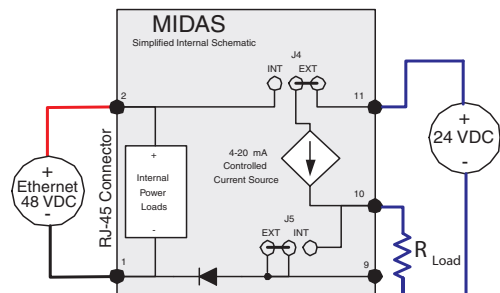 MIDAS
Simplified Internal Schematic
J4
INT EXT
2
11
+
24 VDC
-
4-20 mA
Controlled
Current Source
+
Internal
Power
Loads
-
RJ-45 Connector
+
Ethernet
48 VDC
-
10
J5
EXT INT
R Load
1
9